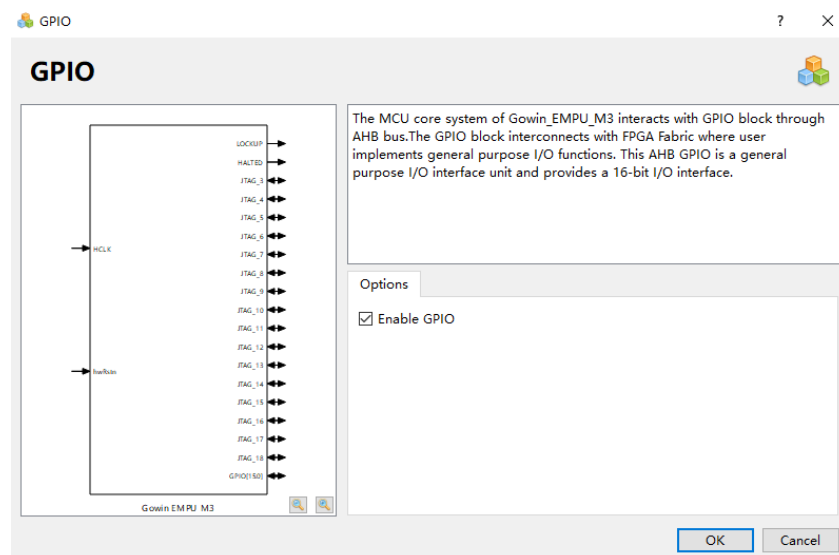 GPIO
?
GPIO
LOCKUP
HALTED
JTAG_3
JTAG_4
JTAG_5
JTAG_6
JTAG_7
JTAG_8
JTAG_9
JTAG_10
JTAG_11
JTAG_12
JTAG_13
JTAG_14
JTAG_15
JTAG_16
JTAG_17
JTAG_18
GPIO[15:0]
HCLK
hwRstn
Gowin EMPU M3
The MCU core system of Gowin_EMPU_M3 interacts with GPIO block through
AHB bus.The GPIO block interconnects with FPGA Fabric where user
implements general purpose I/O functions. This AHB GPIO is a general
purpose I/O interface unit and provides a 16-bit I/O interface.
Options
Enable GPIO
OK
Cancel